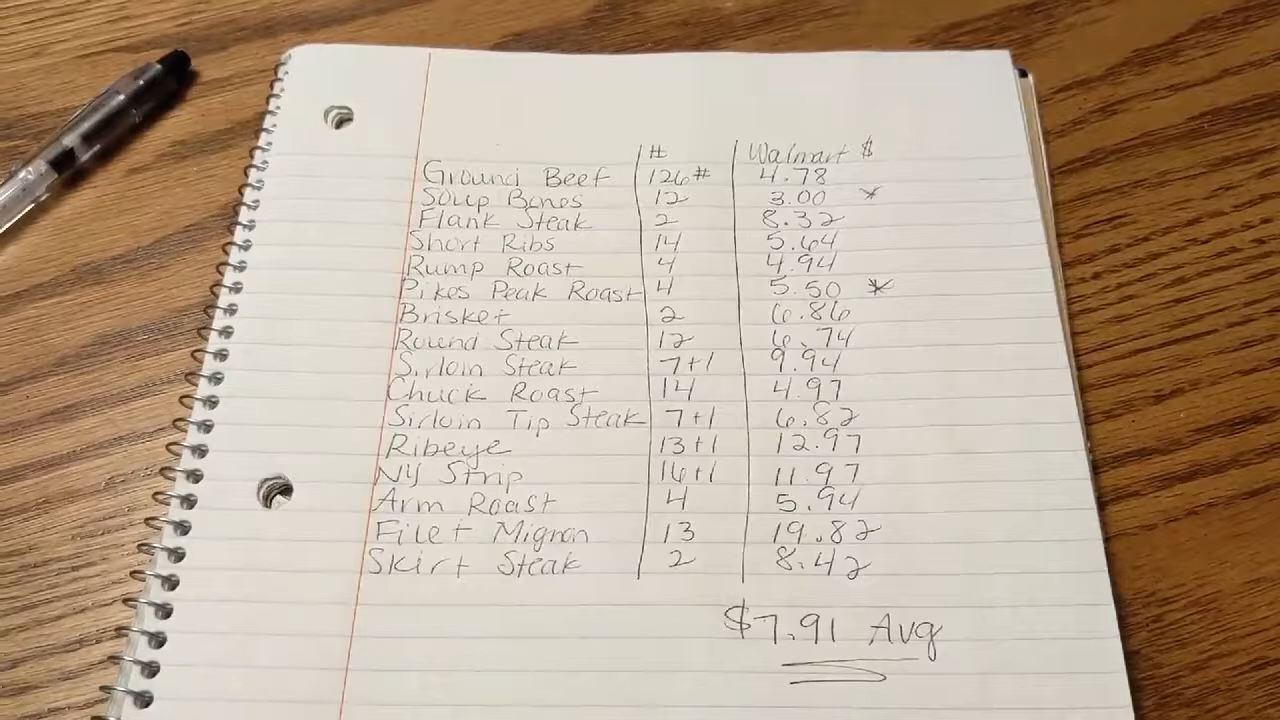 # Walmart $
Ground Beef 126# 4.78
Soup Bones 12 3.00 *
Flank Steak 2 8.32
Short Ribs 14 5.64
Rump Roast 4 4.94
Pikes Peak Roast 4 5.50 *
Brisket 2 6.86
Round Steak 12 6.74
Sirloin Steak 7+1 9.94
Chuck Roast 14 4.97
Sirloin Tip Steak 7+1 6.82
Ribeye 13+1 12.97
NY Strip 16+1 11.97
Arm Roast 4 5.94
Filet Mignon 13 19.82
Skirt Steak 2 8.42
$7.91 Avg